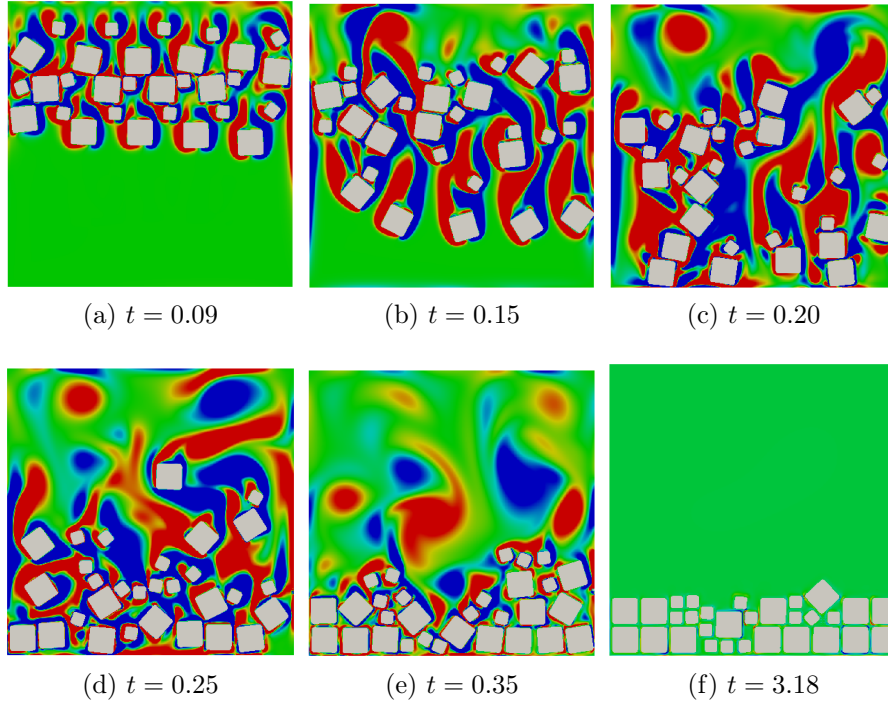 (a) t = 0.09
(b) t = 0.15
(c) t = 0.20
(d) t = 0.25
(e) t = 0.35
(f) t = 3.18